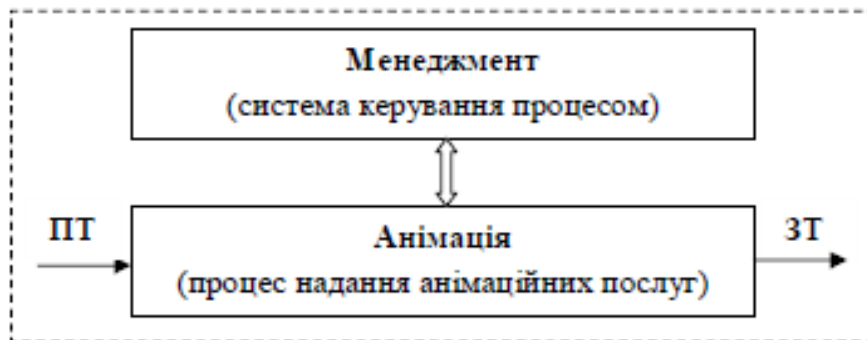 Менеджмент
(система керування процесом)
ПТ
Анімація
(процес надання анімаційних послуг)
ЗТ